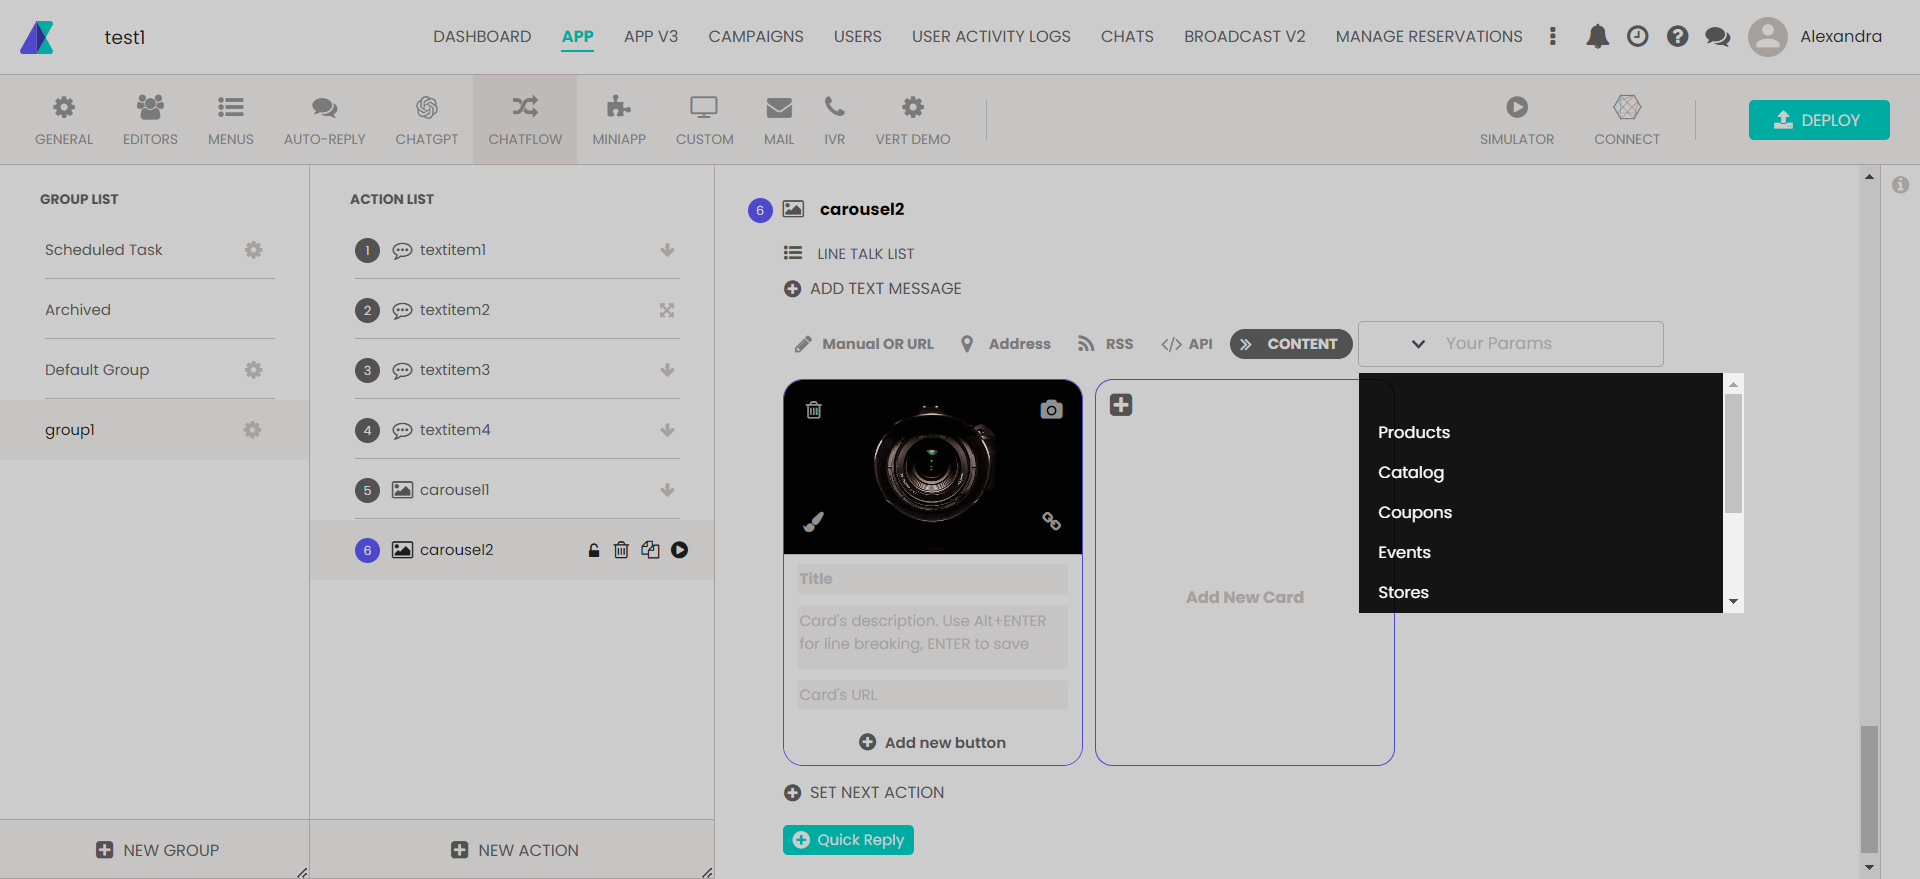 test1
DASHBOARD APP APP V3 CAMPAIGNS USERS USER ACTIVITY LOGS CHATS BROADCAST V2 MANAGE RESERVATIONS Alexandra
GENERAL EDITORS MENUS AUTO-REPLY CHATGPT CHATFLOW MINIAPP CUSTOM MAIL IVR VERT DEMO SIMULATOR CONNECT DEPLOY
GROUP LIST
Scheduled Task
Archived
Default Group
group1
NEW GROUP
ACTION LIST
1 textitem1
2 textitem2
3 textitem3
4 textitem4
5 carousel1
6 carousel2
NEW ACTION
6 carousel2
LINE TALK LIST
ADD TEXT MESSAGE
Manual OR URL Address RSS </> API CONTENT Your Params
Products
Catalog
Coupons
Events
Stores
Title
Card's description. Use Alt+ENTER
for line breaking, ENTER to save
Card's URL
Add new button
Add New Card
SET NEXT ACTION
Quick Reply